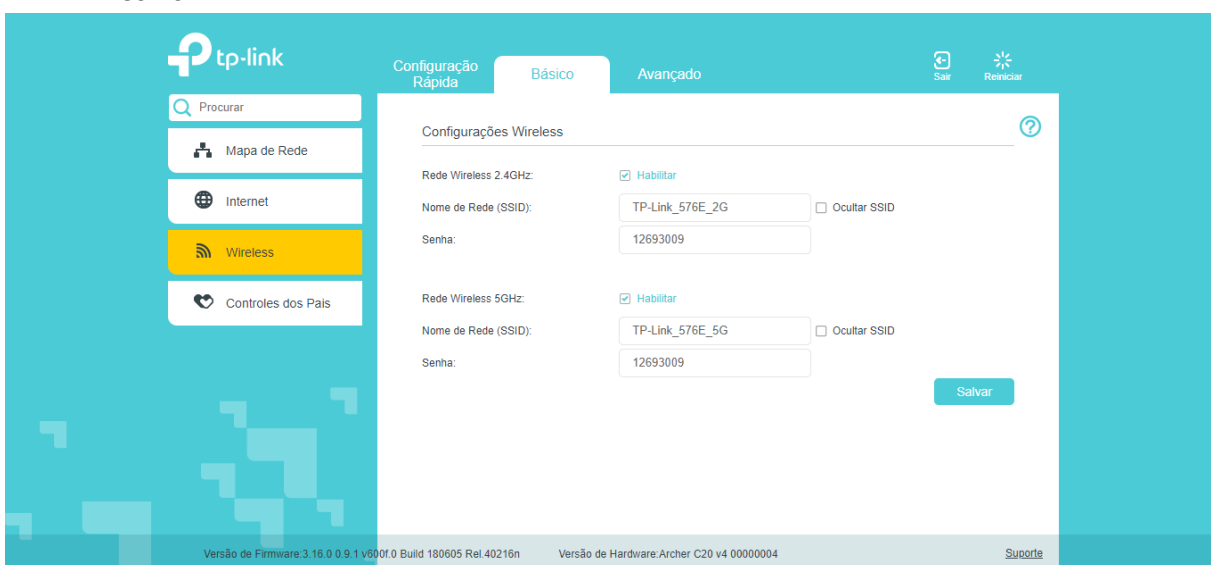 tp-link
Configuração Rápida
Básico
Avançado
Sair
Reiniciar
Procurar
Mapa de Rede
Internet
Wireless
Controles dos Pais
Configurações Wireless
?
Rede Wireless 2.4GHz:
Habilitar
Nome de Rede (SSID):
TP-Link_576E_2G
Ocultar SSID
Senha:
12693009
Rede Wireless 5GHz:
Habilitar
Nome de Rede (SSID):
TP-Link_576E_5G
Ocultar SSID
Senha:
12693009
Salvar
Versão de Firmware:3.16.0 0.9.1 v600f.0 Build 180605 Rel.40216n
Versão de Hardware:Archer C20 v4 00000004
Suporte